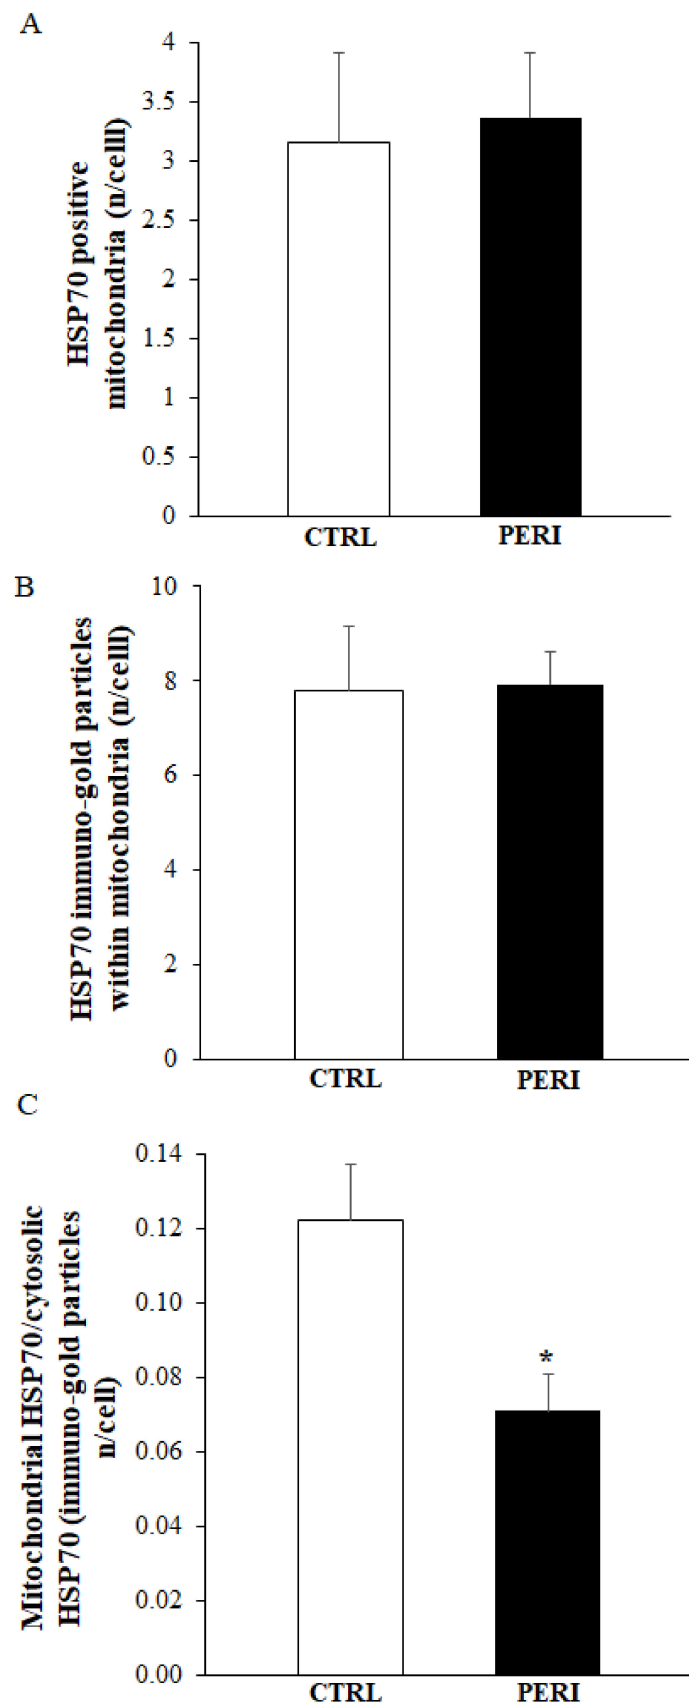 A
HSP70 positive
mitochondria (n/celll)
4
3.5
3
2.5
2
1.5
1
0.5
0
CTRL PERI
B
HSP70 immuno-gold particles
within mitochondria (n/celll)
10
8
6
4
2
0
CTRL PERI
C
Mitochondrial HSP70/cytosolic
HSP70 (immuno-gold particles
n/cell)
0.14
0.12
0.10
0.08
0.06
0.04
0.02
0.00
*
CTRL PERI